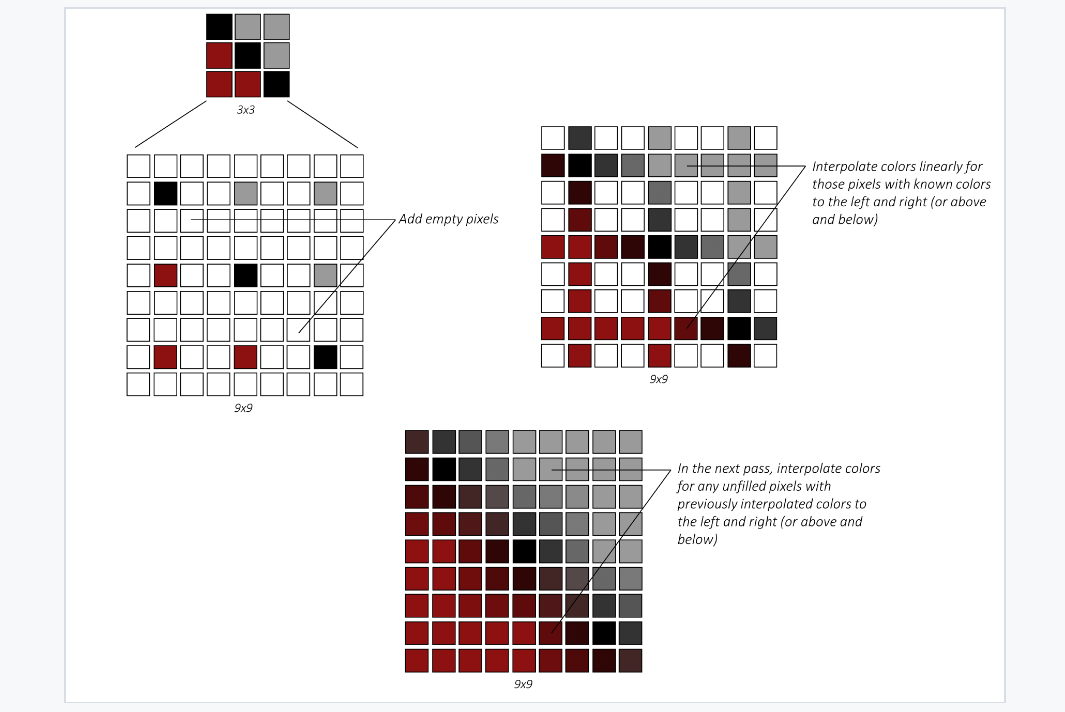 3x3
Add empty pixels
9x9
Interpolate colors linearly for
those pixels with known colors
to the left and right (or above
and below)
9x9
In the next pass, interpolate colors
for any unfilled pixels with
previously interpolated colors to
the left and right (or above and
below)
9x9